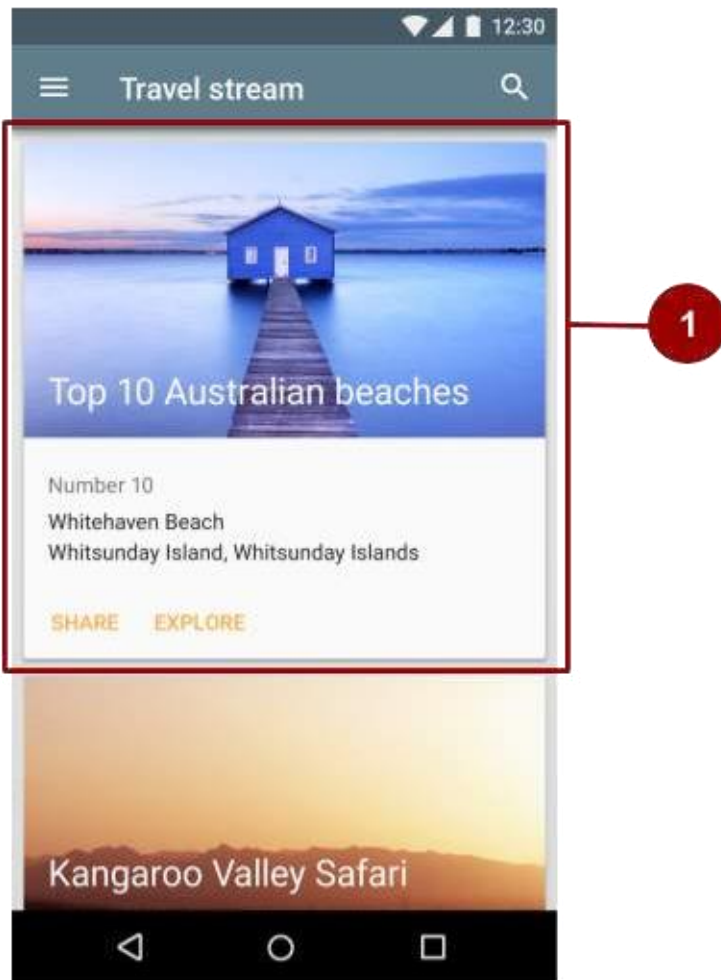 12:30
Travel stream
1
Top 10 Australian beaches
Number 10
Whitehaven Beach
Whitsunday Island, Whitsunday Islands
SHARE EXPLORE
Kangaroo Valley Safari